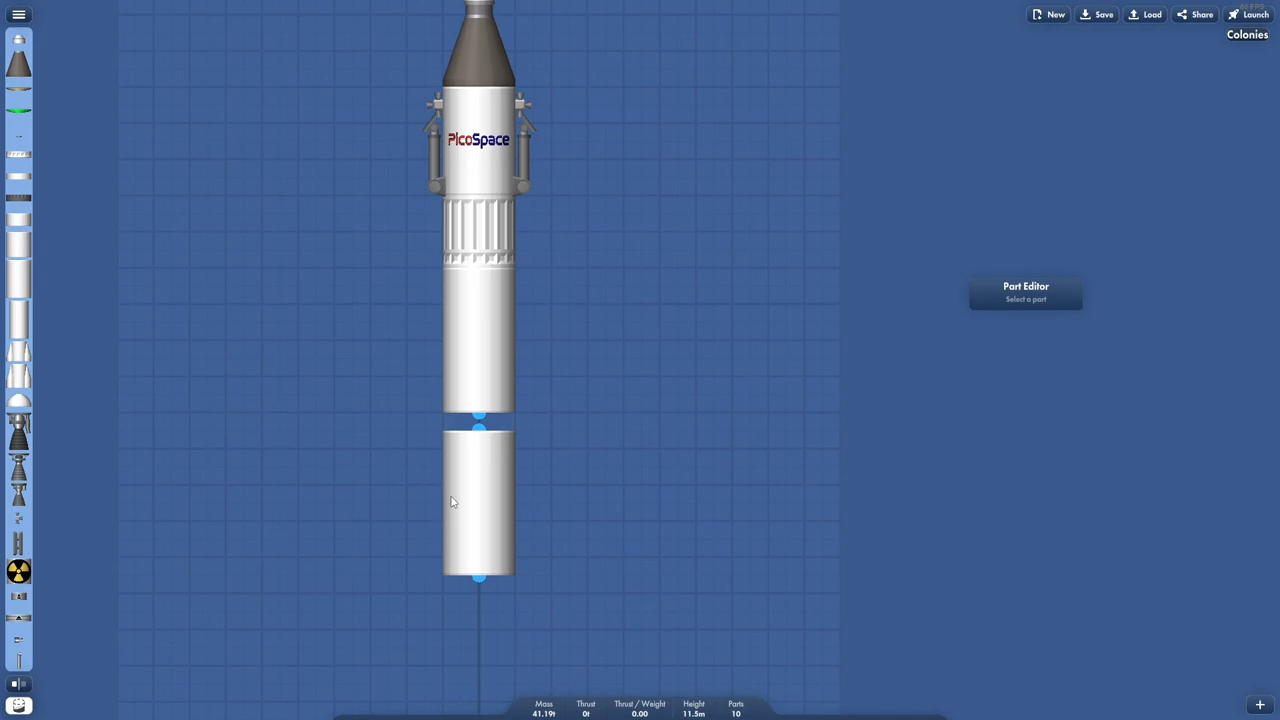 New
Save
Load
Share
Launch
Colonies
PicoSpace
Part Editor
Select a part
Mass
Thrust
Thrust / Weight
Height
Parts
41.19t
0t
0.00
11.5m
10